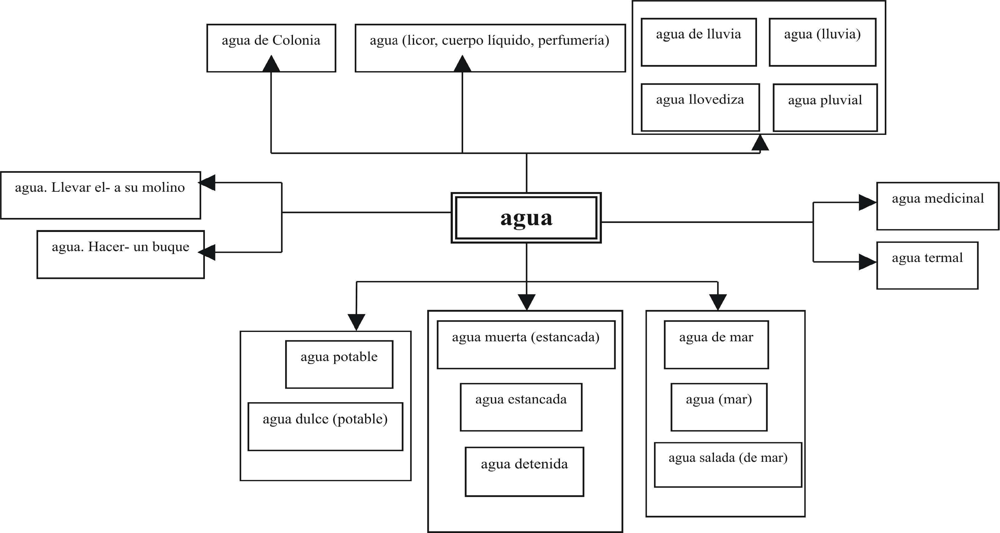 agua de Colonia
agua (licor, cuerpo líquido, perfumería)
agua de lluvia
agua (lluvia)
agua llovediza
agua pluvial
agua. Llevar el- a su molino
agua. Hacer- un buque
agua
agua medicinal
agua termal
agua potable
agua dulce (potable)
agua muerta (estancada)
agua estancada
agua detenida
agua de mar
agua (mar)
agua salada (de mar)